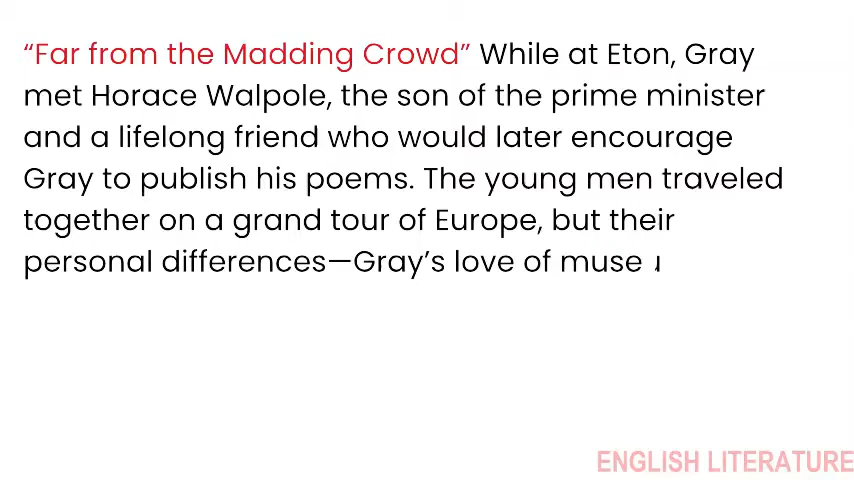 “Far from the Madding Crowd” While at Eton, Gray
met Horace Walpole, the son of the prime minister
and a lifelong friend who would later encourage
Gray to publish his poems. The young men traveled
together on a grand tour of Europe, but their
personal differences—Gray’s love of muse
ENGLISH LITERATURE